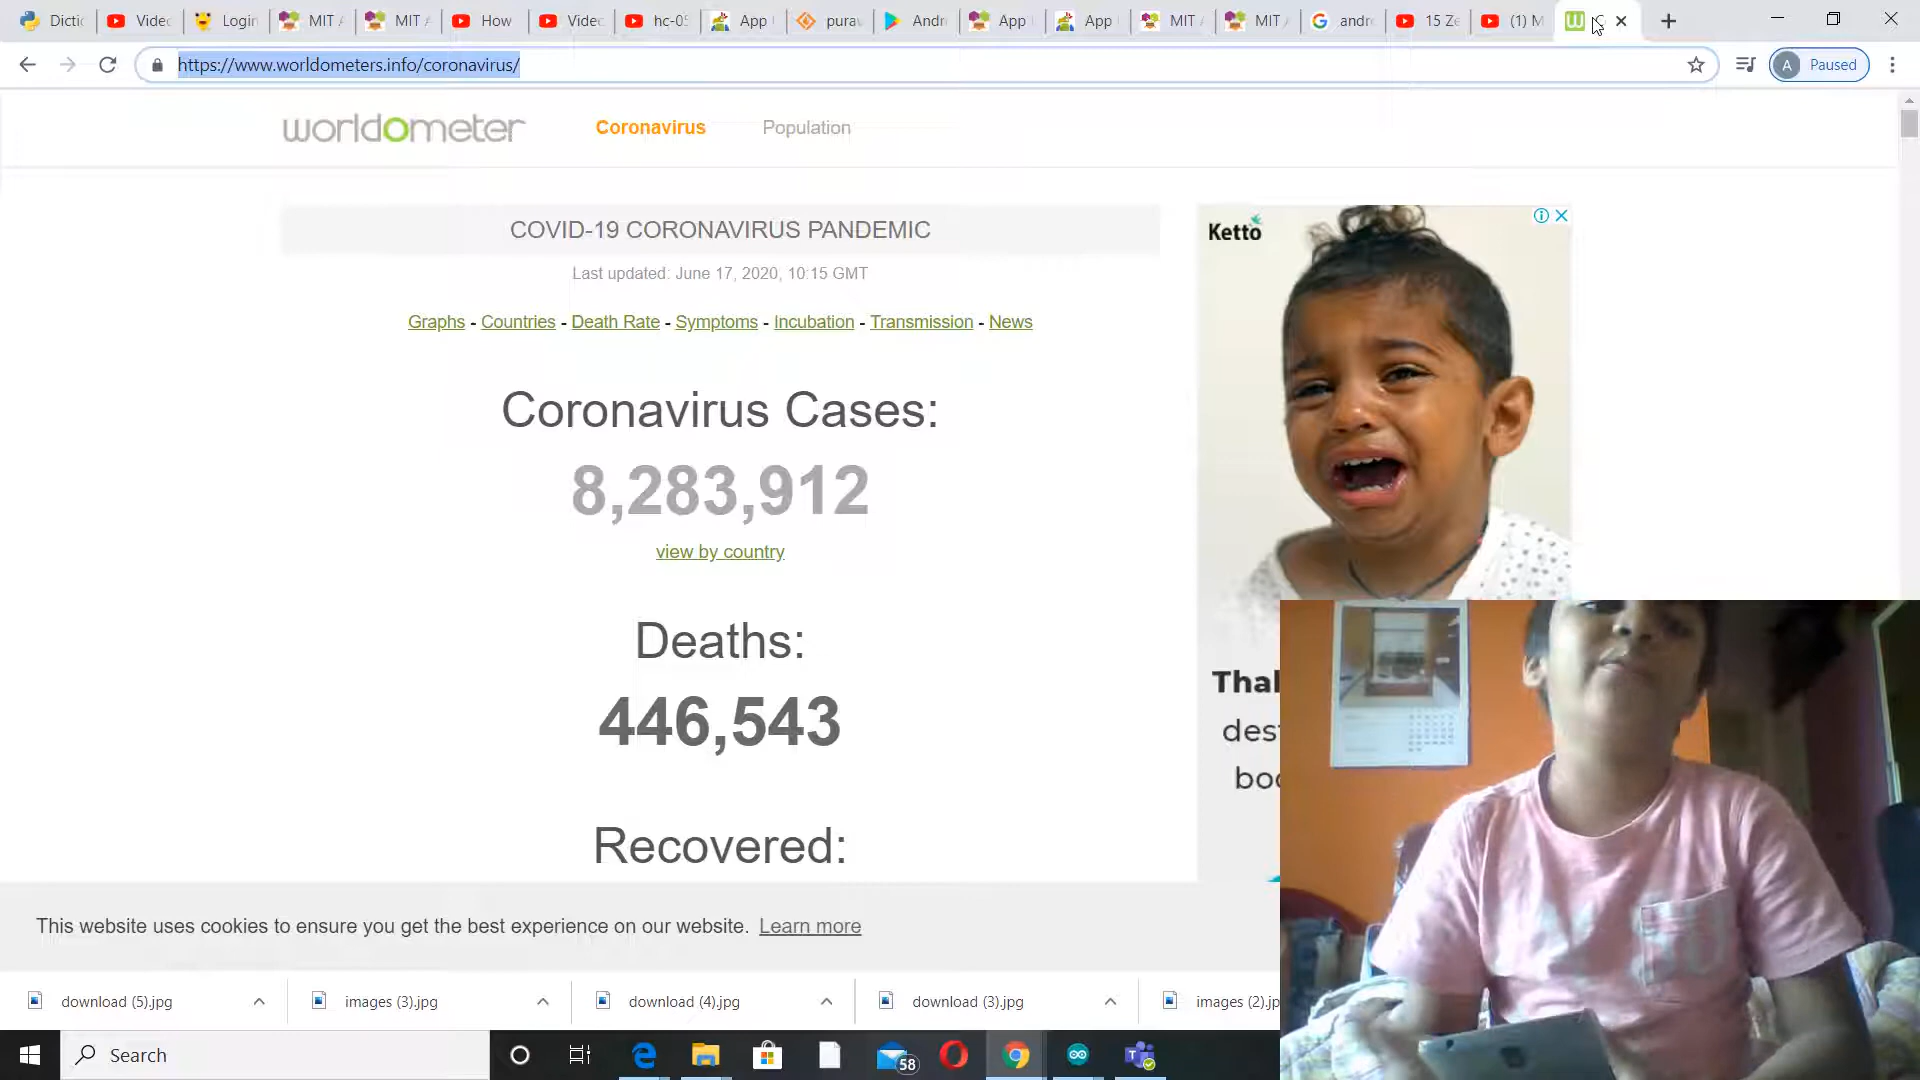 Dictic
Videc
Login
MIT A
MIT A
How
Videc
hc-05
App
purav
Andr
App
App
MIT
MIT A
andr
15 Ze
(1) M
https://www.worldometers.info/coronavirus/
A Paused
worldometer Coronavirus Population
COVID-19 CORONAVIRUS PANDEMIC
Last updated: June 17, 2020, 10:15 GMT
Graphs - Countries - Death Rate - Symptoms - Incubation - Transmission - News
Coronavirus Cases:
8,283,912
view by country
Deaths:
446,543
Recovered:
Ketto
Thal
des
boo
This website uses cookies to ensure you get the best experience on our website. Learn more
download (5).jpg
images (3).jpg
download (4).jpg
download (3).jpg
images (2).jp
Search
58